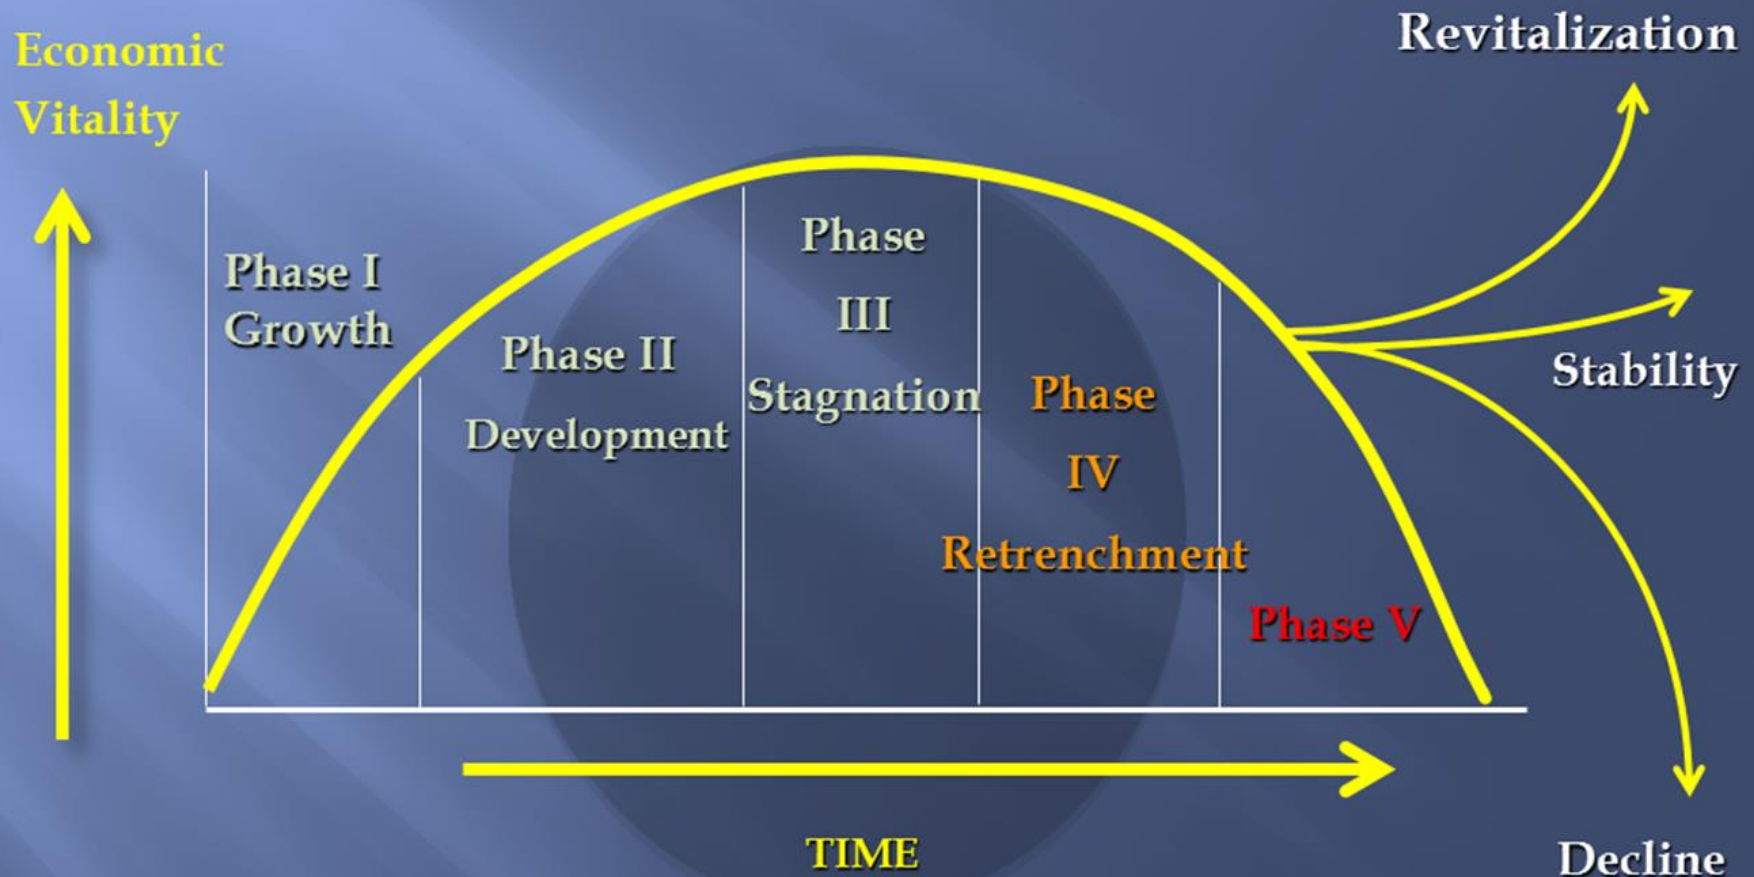 Economic
Vitality
Revitalization
Phase I
Growth
Phase II
Development
Phase
III
Stagnation
Phase
IV
Retrenchment
Phase V
Stability
Decline
TIME